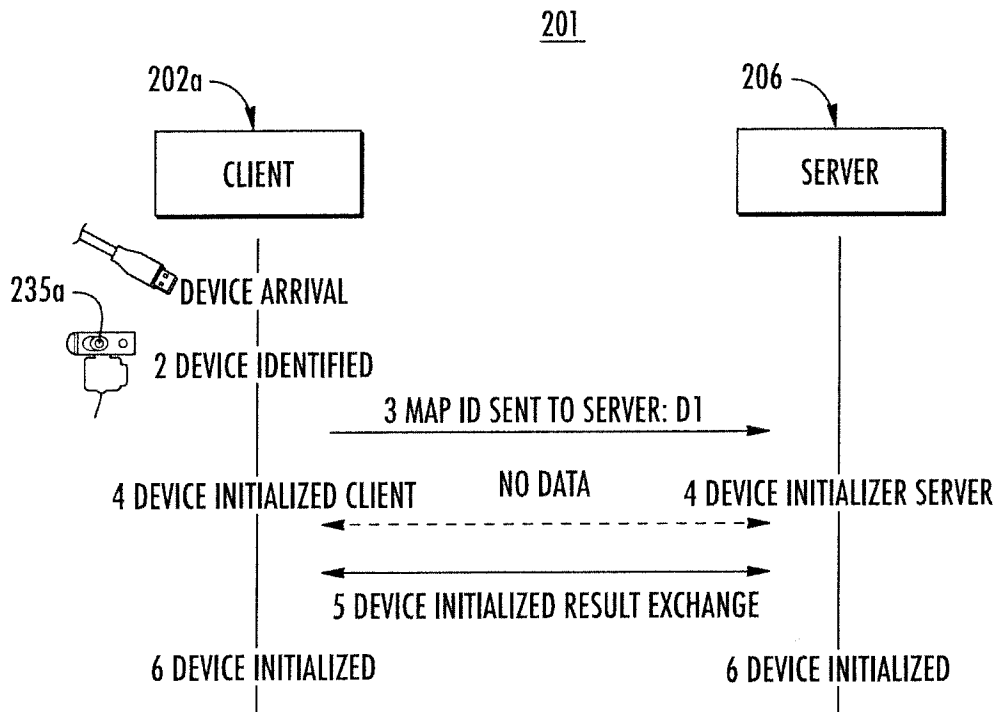 201
202a
206
CLIENT
SERVER
DEVICE ARRIVAL
235a
2 DEVICE IDENTIFIED
3 MAP ID SENT TO SERVER: D1
4 DEVICE INITIALIZED CLIENT
NO DATA
4 DEVICE INITIALIZER SERVER
5 DEVICE INITIALIZED RESULT EXCHANGE
6 DEVICE INITIALIZED
6 DEVICE INITIALIZED